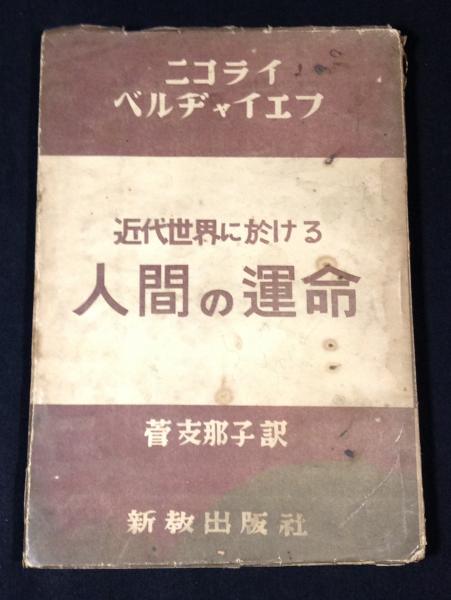 ニコライ
ベルヂャイエフ
近代世界に於ける
人間の運命
菅支那子訳
新教出版社